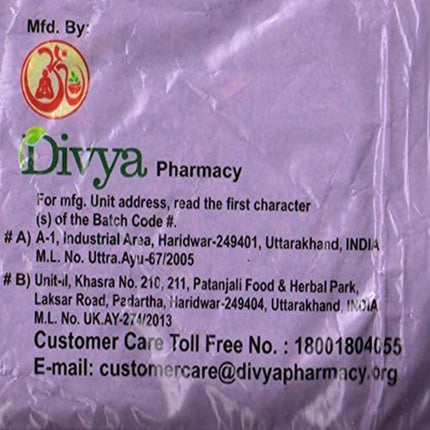 Mfd. By:
Divya Pharmacy
For mfg. Unit address, read the first character
(s) of the Batch Code #.
# A) A-1, Industrial Area, Haridwar-249401, Uttarakhand, INDIA
M.L. No. Uttra.Ayu-67/2005
# B) Unit-II, Khasra No. 210, 211, Patanjali Food & Herbal Park,
Laksar Road, Padartha, Haridwar-249404, Uttarakhand, INDIA
M.L. No. UK.AY-274/2013
Customer Care Toll Free No. : 18001804055
E-mail: customercare@divyapharmacy.org